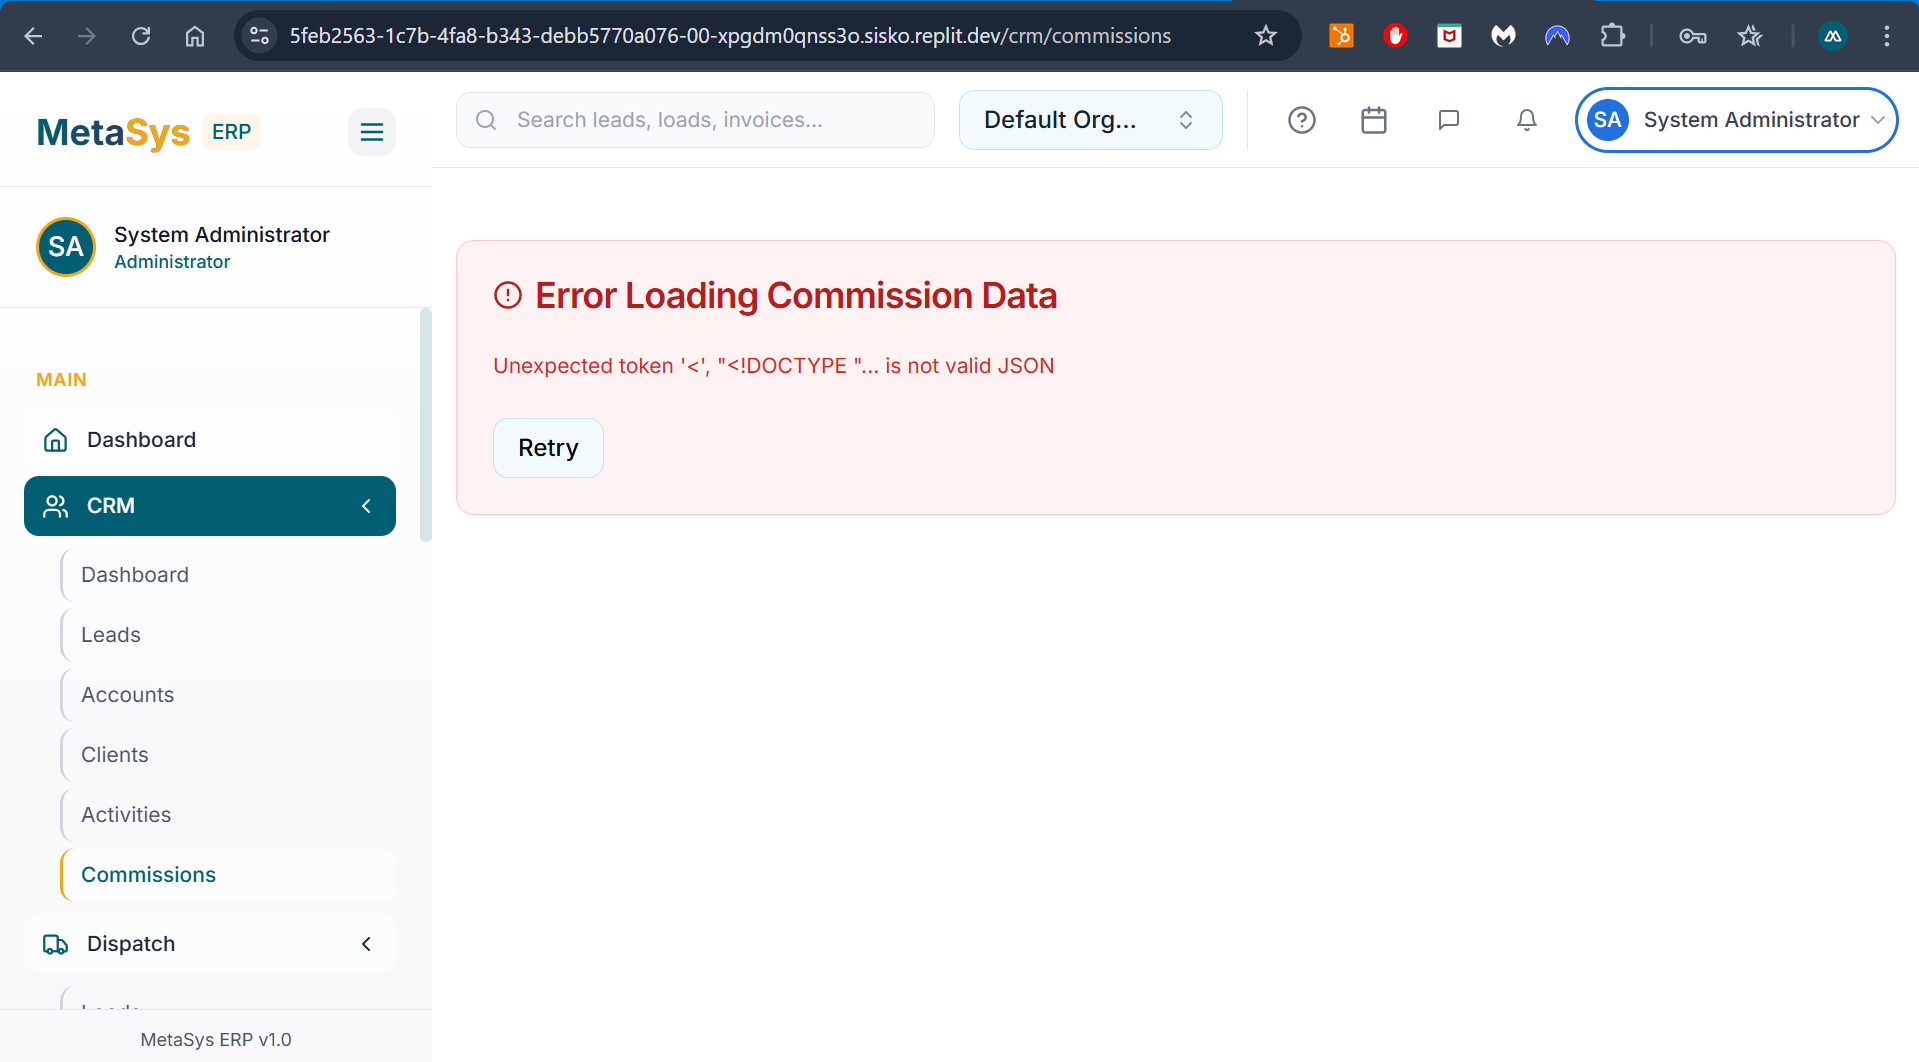 5feb2563-1c7b-4fa8-b343-debb5770a076-00-xpgdm0qnss3o.sisko.replit.dev/crm/commissions
MetaSys ERP
Search leads, loads, invoices...
Default Org...
SA System Administrator
SA
System Administrator
Administrator
Error Loading Commission Data
Unexpected token '<', "<!DOCTYPE "... is not valid JSON
Retry
MAIN
Dashboard
CRM
Dashboard
Leads
Accounts
Clients
Activities
Commissions
Dispatch
MetaSys ERP v1.0